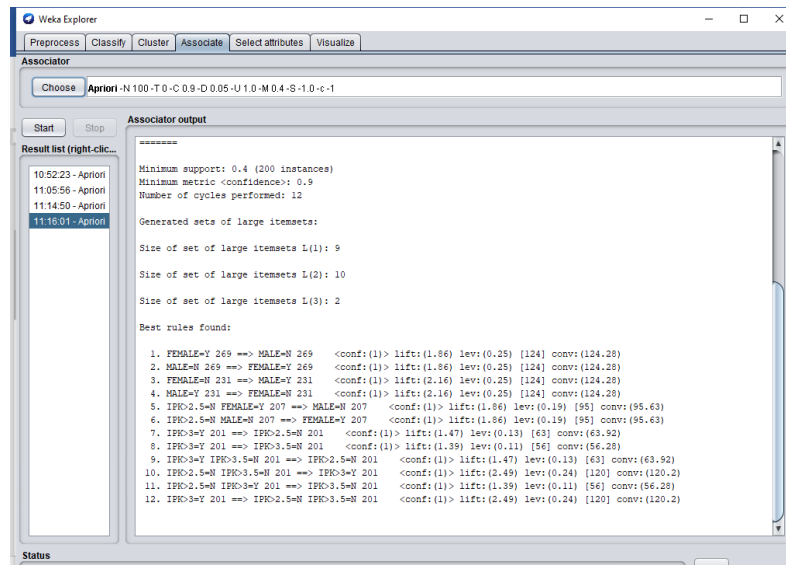 Weka Explorer
Preprocess Classify Cluster Associate Select attributes Visualize
Associator
Choose Apriori -N 100 -T 0 -C 0.9 -D 0.05 -U 1.0 -M 0.4 -S -1.0 -c -1
Start Stop
Result list (right-clic...
10:52:23 - Apriori
11:05:56 - Apriori
11:14:50 - Apriori
11:16:01 - Apriori
Associator output
=======
Minimum support: 0.4 (200 instances)
Minimum metric <confidence>: 0.9
Number of cycles performed: 12
Generated sets of large itemsets:
Size of set of large itemsets L(1): 9
Size of set of large itemsets L(2): 10
Size of set of large itemsets L(3): 2
Best rules found:
1. FEMALE=Y 269 ==> MALE=N 269 <conf:(1)> lift:(1.86) lev:(0.25) [124] conv:(124.28)
2. MALE=N 269 ==> FEMALE=Y 269 <conf:(1)> lift:(1.86) lev:(0.25) [124] conv:(124.28)
3. FEMALE=N 231 ==> MALE=Y 231 <conf:(1)> lift:(2.16) lev:(0.25) [124] conv:(124.28)
4. MALE=Y 231 ==> FEMALE=N 231 <conf:(1)> lift:(2.16) lev:(0.25) [124] conv:(124.28)
5. IPK>2.5=N FEMALE=Y 207 ==> MALE=N 207 <conf:(1)> lift:(1.86) lev:(0.19) [95] conv:(95.63)
6. IPK>2.5=N MALE=N 207 ==> FEMALE=Y 207 <conf:(1)> lift:(1.86) lev:(0.19) [95] conv:(95.63)
7. IPK>3=Y 201 ==> IPK>2.5=N 201 <conf:(1)> lift:(1.47) lev:(0.13) [63] conv:(63.92)
8. IPK>3=Y 201 ==> IPK>3.5=N 201 <conf:(1)> lift:(1.39) lev:(0.11) [56] conv:(56.28)
9. IPK>3=Y IPK>3.5=N 201 ==> IPK>2.5=N 201 <conf:(1)> lift:(1.47) lev:(0.13) [63] conv:(63.92)
10. IPK>2.5=N IPK>3.5=N 201 ==> IPK>3=Y 201 <conf:(1)> lift:(2.49) lev:(0.24) [120] conv:(120.2)
11. IPK>2.5=N IPK>3=Y 201 ==> IPK>3.5=N 201 <conf:(1)> lift:(1.39) lev:(0.11) [56] conv:(56.28)
12. IPK>3=Y 201 ==> IPK>2.5=N IPK>3.5=N 201 <conf:(1)> lift:(2.49) lev:(0.24) [120] conv:(120.2)
Status